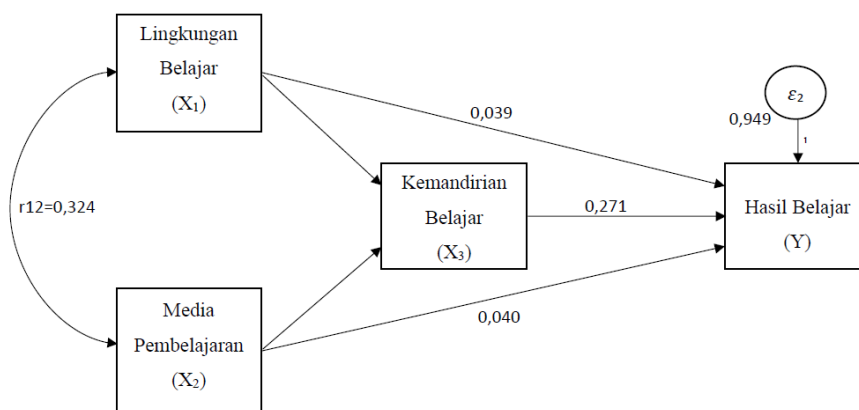 Lingkungan
Belajar
(X₁)
ε₂
0,949
1
0,039
Kemandirian
Belajar
(X₃)
0,271
Hasil Belajar
(Y)
r12=0,324
Media
Pembelajaran
(X₂)
0,040